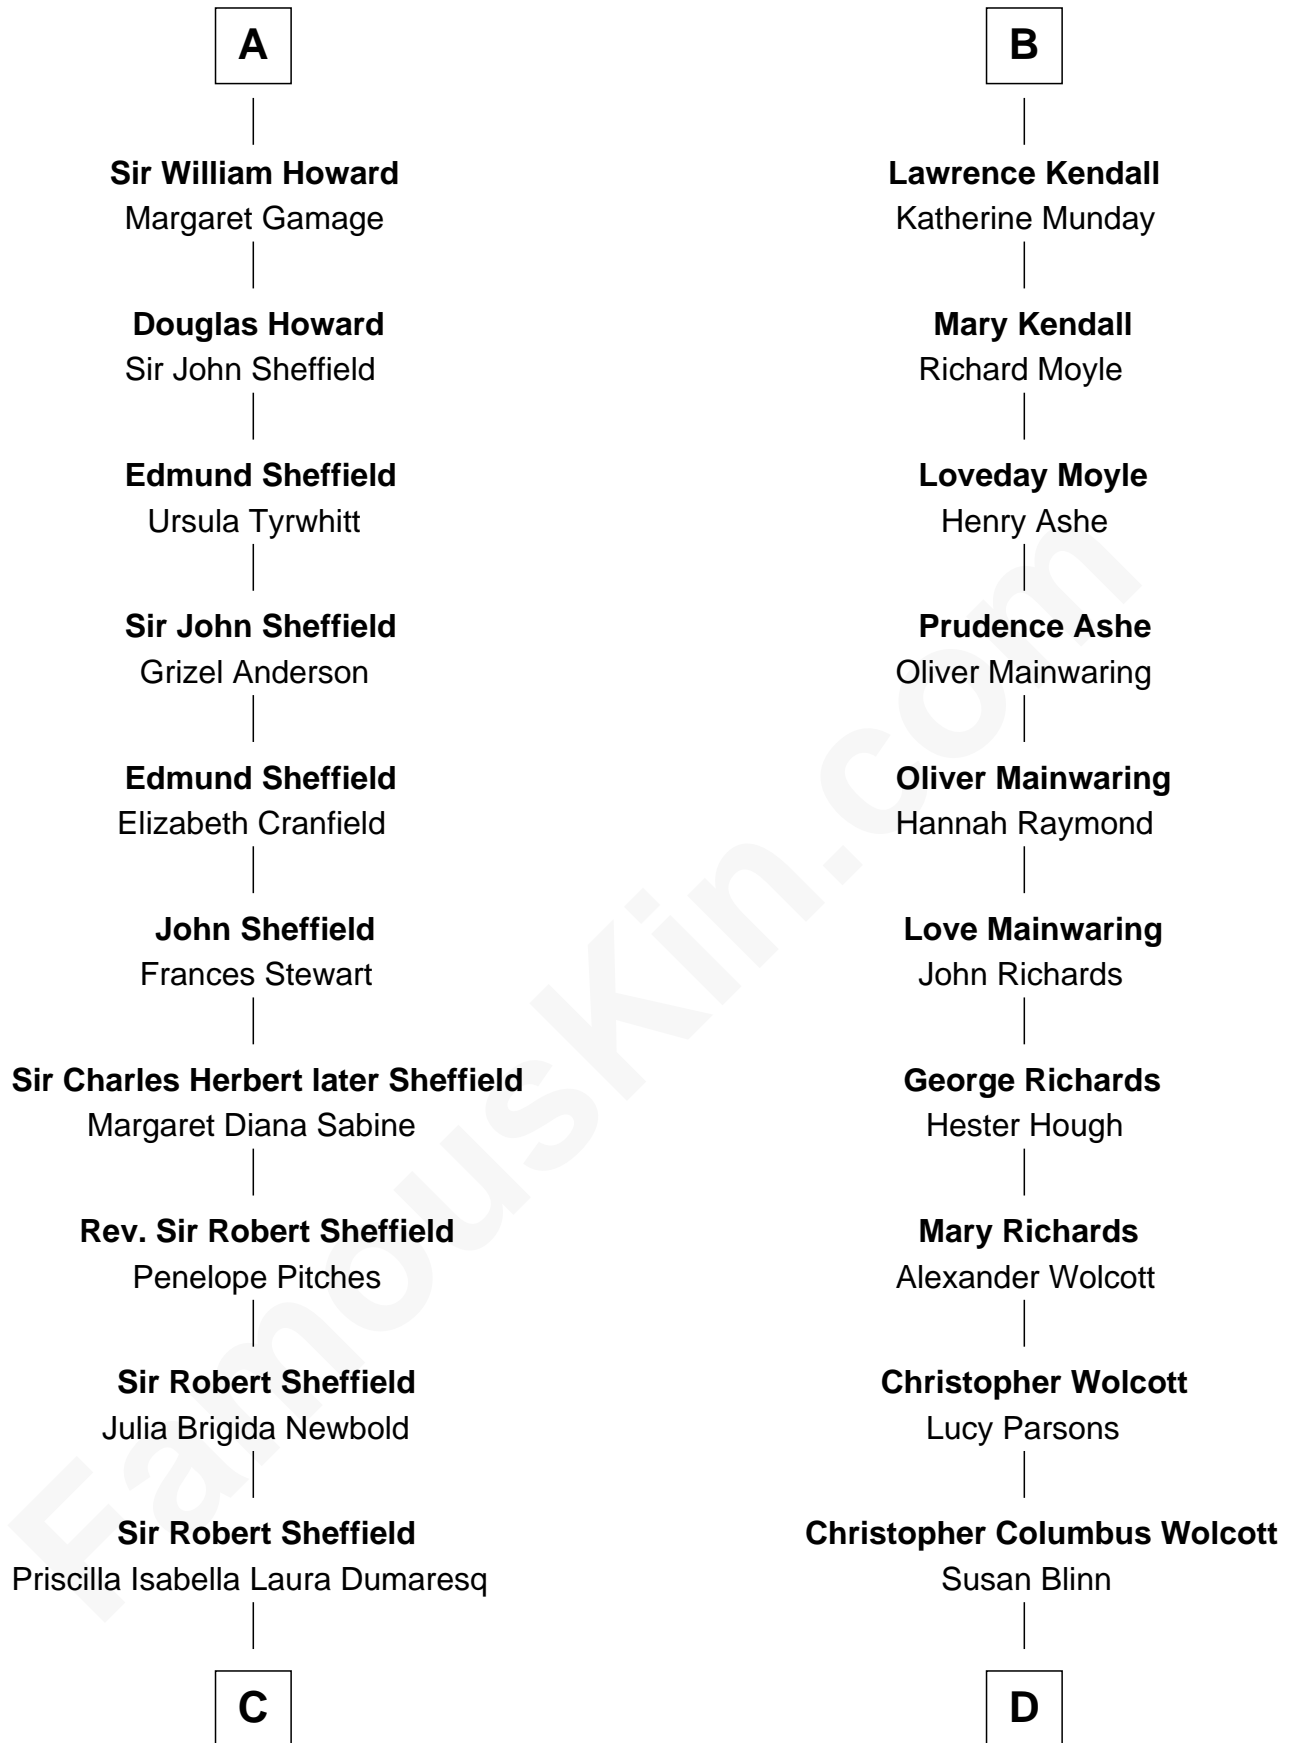 A
Sir William Howard
Margaret Gamage
Douglas Howard
Sir John Sheffield
Edmund Sheffield
Ursula Tyrwhitt
Sir John Sheffield
Grizel Anderson
Edmund Sheffield
Elizabeth Cranfield
John Sheffield
Frances Stewart
Sir Charles Herbert later Sheffield
Margaret Diana Sabine
Rev. Sir Robert Sheffield
Penelope Pitches
Sir Robert Sheffield
Julia Brigida Newbold
Sir Robert Sheffield
Priscilla Isabella Laura Dumaresq
C
B
Lawrence Kendall
Katherine Munday
Mary Kendall
Richard Moyle
Loveday Moyle
Henry Ashe
Prudence Ashe
Oliver Mainwaring
Oliver Mainwaring
Hannah Raymond
Love Mainwaring
John Richards
George Richards
Hester Hough
Mary Richards
Alexander Wolcott
Christopher Wolcott
Lucy Parsons
Christopher Columbus Wolcott
Susan Blinn
D
FamousKin.com